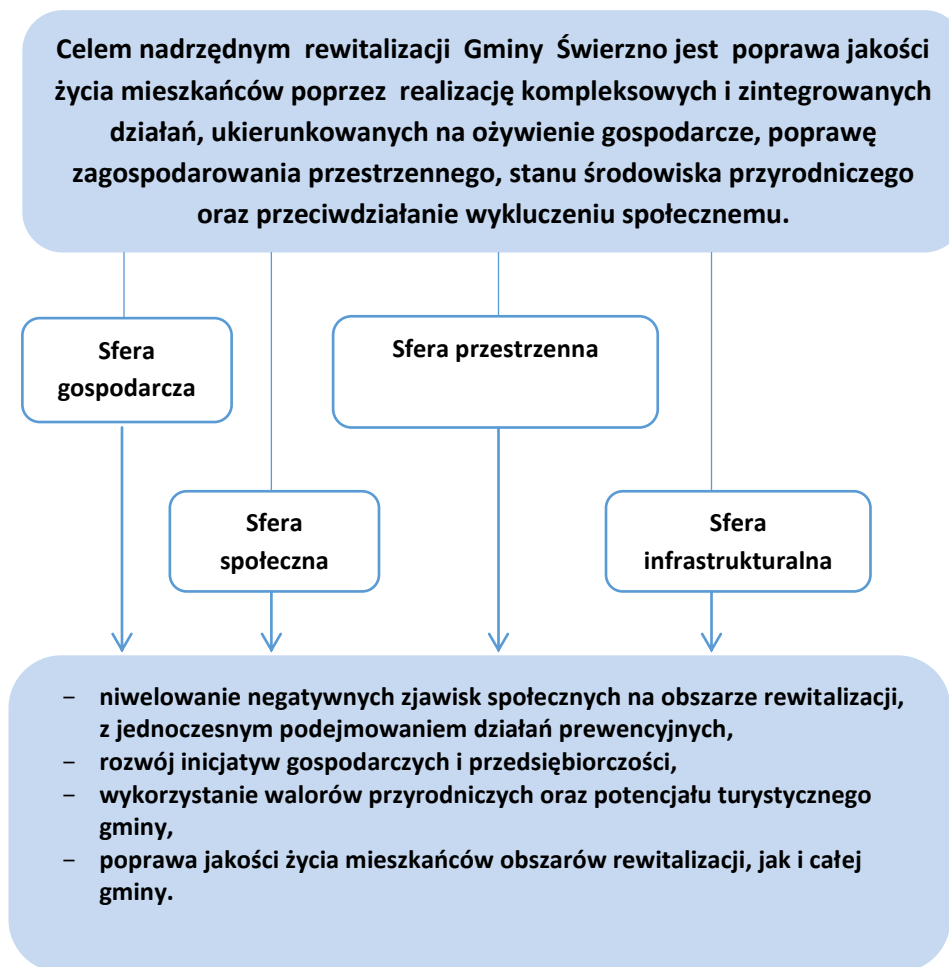 Celem nadrzędnym rewitalizacji Gminy Świerzno jest poprawa jakości
życia mieszkańców poprzez realizację kompleksowych i zintegrowanych
działań, ukierunkowanych na ożywienie gospodarcze, poprawę
zagospodarowania przestrzennego, stanu środowiska przyrodniczego
oraz przeciwdziałanie wykluczeniu społecznemu.
Sfera
gospodarcza
Sfera przestrzenna
Sfera
społeczna
Sfera
infrastrukturalna
– niwelowanie negatywnych zjawisk społecznych na obszarze rewitalizacji,
z jednoczesnym podejmowaniem działań prewencyjnych,
– rozwój inicjatyw gospodarczych i przedsiębiorczości,
– wykorzystanie walorów przyrodniczych oraz potencjału turystycznego
gminy,
– poprawa jakości życia mieszkańców obszarów rewitalizacji, jak i całej
gminy.